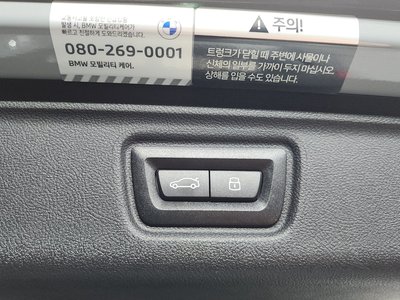 발생 시, BMW 모빌리티 케어가
빠르고 친절하게 도와드리겠습니다.
080-269-0001
BMW 모빌리티 케어.
주의!
트렁크가 닫힐 때 주변에 사물이나
신체의 일부를 가까이 두지 마십시오.
상해를 입을 수도 있습니다.